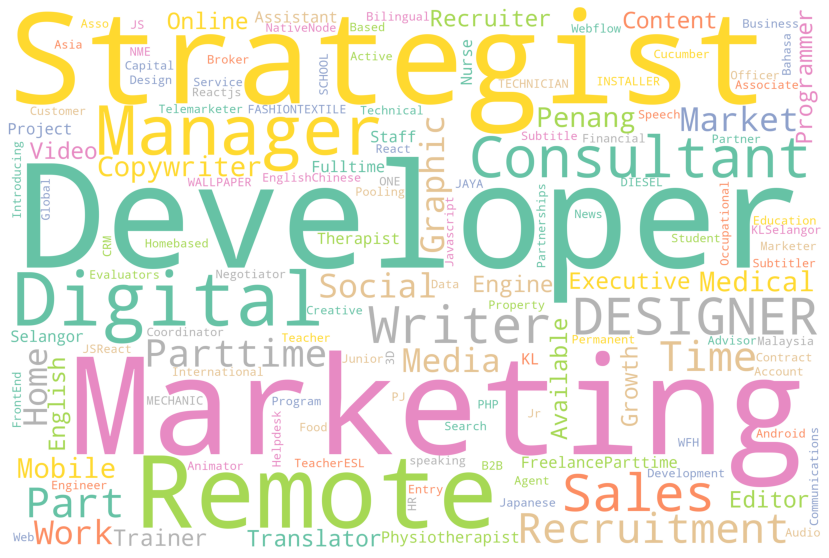 Strategist
Asso
JS
Online
Assistant
Bilingual
Recruiter
Content
Business
Asia
NME
NativeNode
Based
Webflow
Programmer
Capital
Broker
Active
Nurse
Cucumber
Bahasa
Design
Service
Reactjs
SCHOOL
TECHNICIAN
INSTALLER
Officer
Associate
Customer
Telemarketer
FASHIONTEXTILE
Technical
Penang
Speech
Market
Project
Manager
Staff
Graphic
Subtitle
Financial
Partner
Video
React
Consultant
Copywriter
Fulltime
Introducing
Global
WALLPAPER
EnglishChinese
ONE
Pooling
JAYA
DIESEL
Developer
CRM
Homebased
Therapist
Javascript
Partnerships
News
Student
Occupational
Education
KLSelangor
Marketer
Subtitler
Evaluators
Negotiator
Social
Data
Engine
Executive
Medical
Digital
Creative
Property
Writer
DESIGNER
Selangor
Coordinator
Teacher
Permanent
Advisor
Malaysia
JSReact
Parttime
Junior
3D
Media
KL
Available
Growth
Time
Contract
Account
FrontEnd
Home
English
International
MECHANIC
Program
PJ
PHP
Jr
Marketing
Food
Search
WFH
Android
Communications
Helpdesk
Mobile
Animator
TeacherESL
speaking
B2B
FreelanceParttime
Development
Engineer
Remote
HR
Entry
Agent
Japanese
Sales
Editor
Part
Web
Work
Trainer
Translator
Physiotherapist
Recruitment
Audio